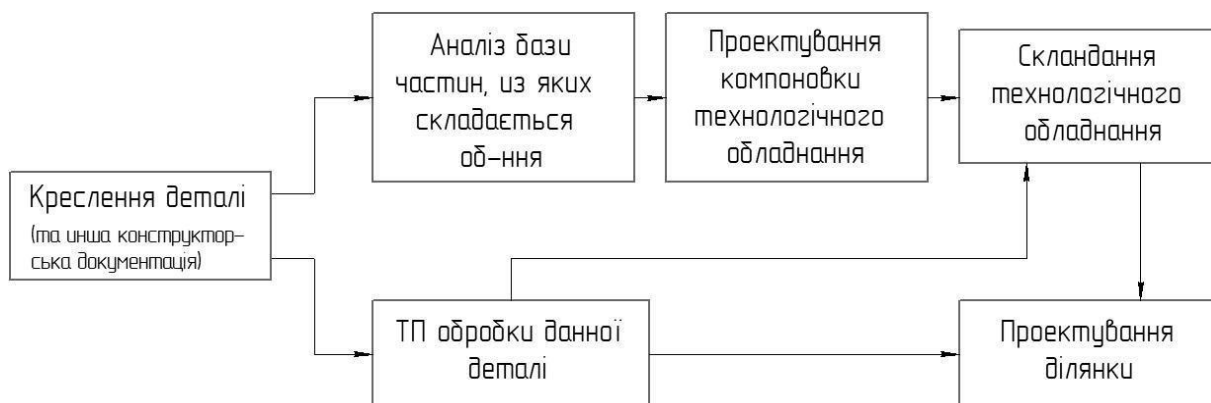 Аналіз бази
частин, из яких
складається
об-ння
Проектування
компоновки
технологічного
обладнання
Складання
технологічного
обладнання
Креслення деталі
(та инша конструктор-
ська документація)
ТП обробки данної
деталі
Проектування
ділянки